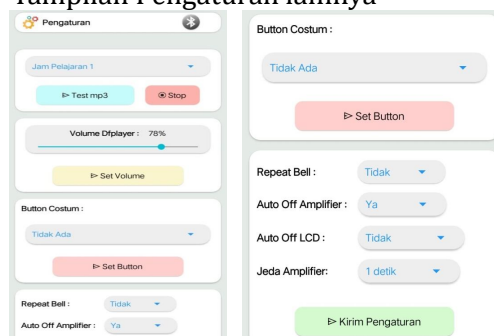 Tampilan Pengaturan lainnya
Pengaturan
Jam Pelajaran 1
Test mp3
Stop
Volume Dfplayer : 78%
Set Volume
Button Costum :
Tidak Ada
Set Button
Repeat Bell : Tidak
Auto Off Amplifier : Ya
Button Costum :
Tidak Ada
Set Button
Repeat Bell : Tidak
Auto Off Amplifier : Ya
Auto Off LCD : Tidak
Jeda Amplifier: 1 detik
Kirim Pengaturan